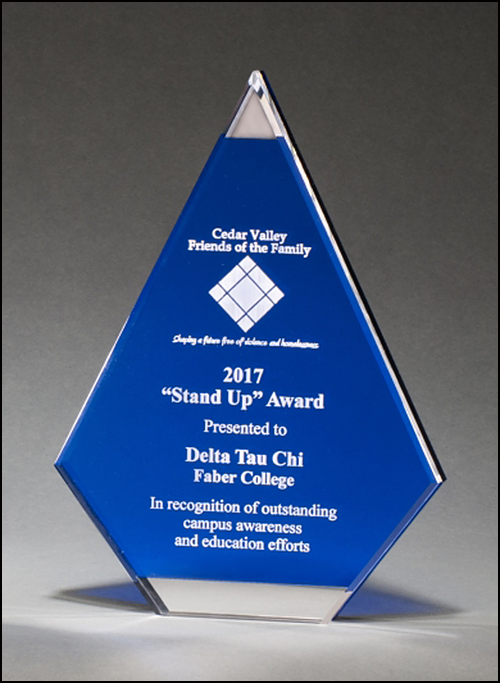 Cedar Valley
Friends of the Family
Shaping a future free of violence and homelessness
2017
“Stand Up” Award
Presented to
Delta Tau Chi
Faber College
In recognition of outstanding
campus awareness
and education efforts